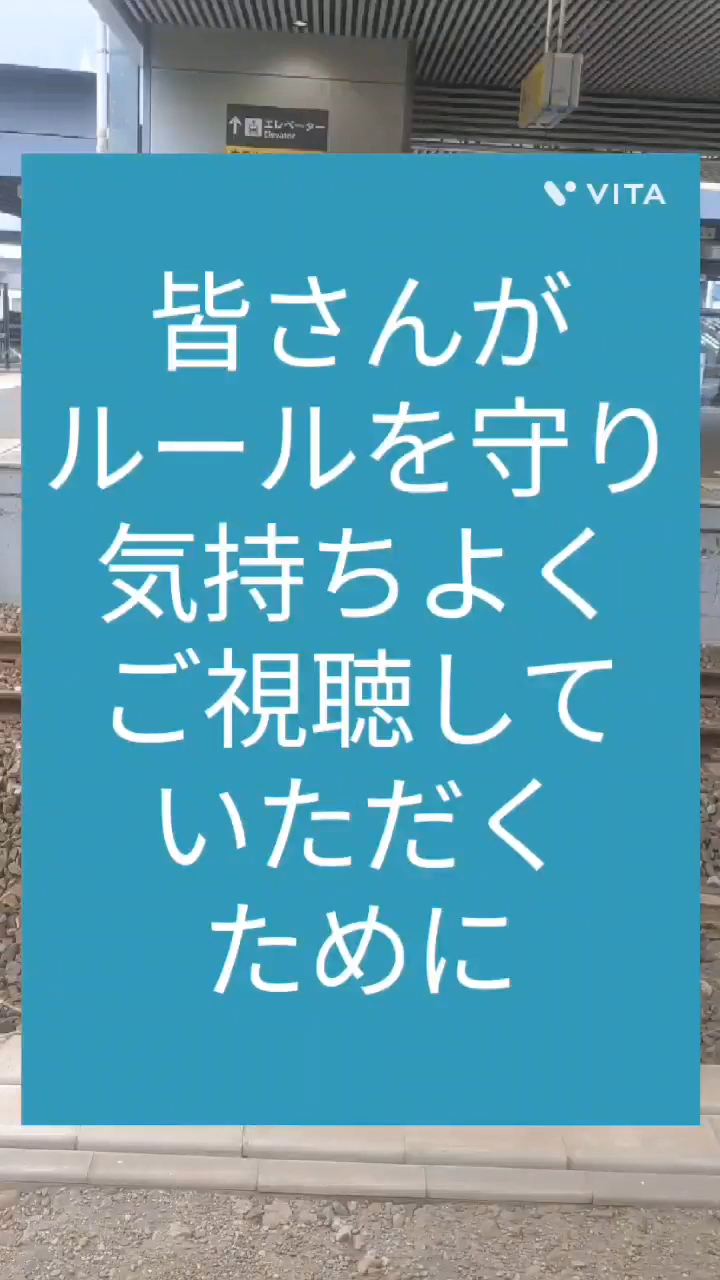 エレベーター
Elevator
VITA
皆さんが
ルールを守り
気持ちよく
ご視聴して
いただく
ために